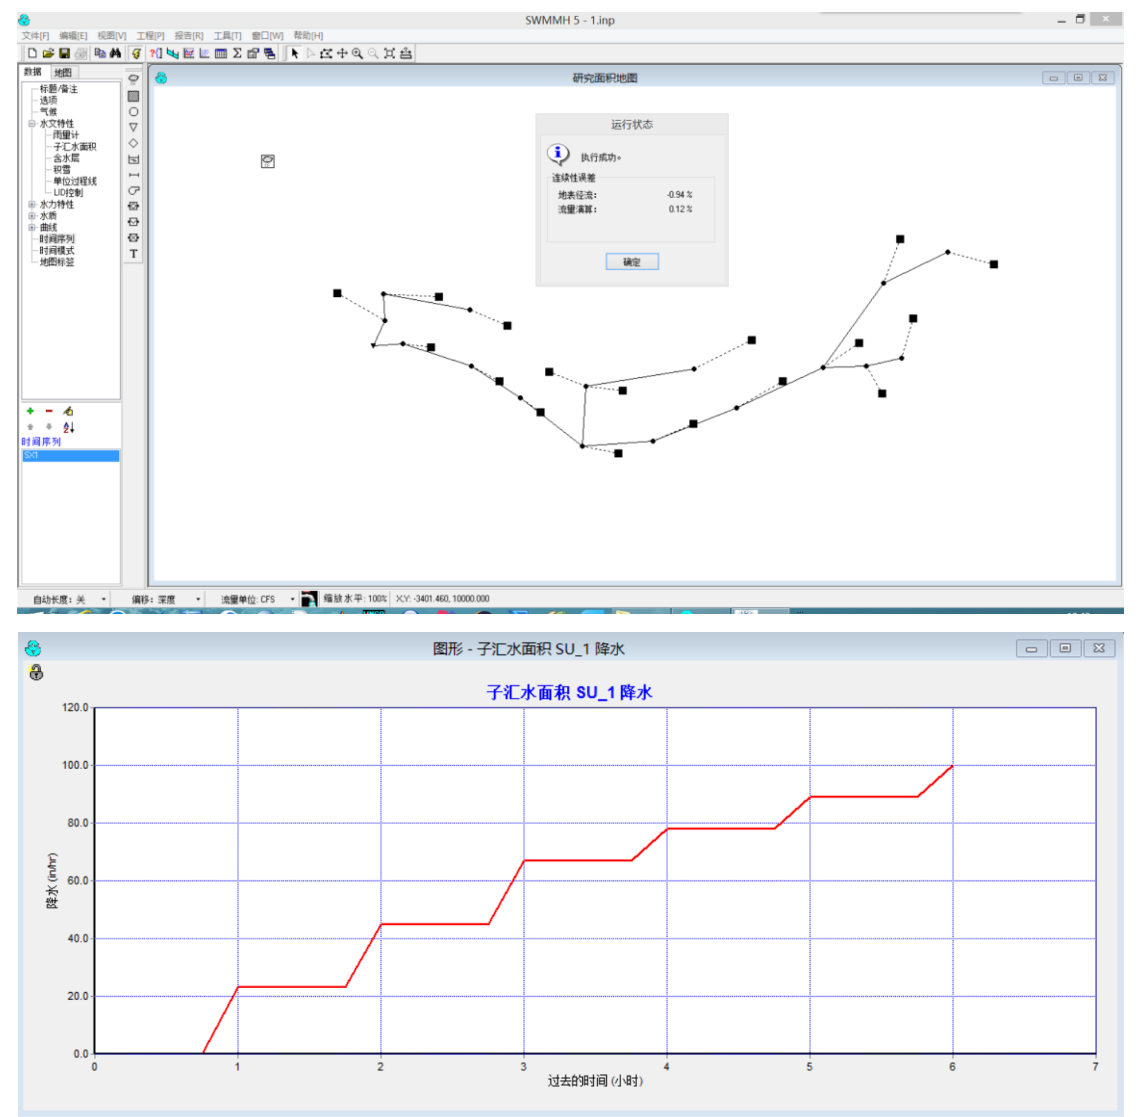 SWMMH 5 - 1.inp
文件[F] 编辑[E] 视图[V] 工程[P] 报告[R] 工具[T] 窗口[W] 帮助[H]
数据 地图
标题/备注
选项
气候
水文特性
雨量计
子汇水面积
含水层
积雪
单位过程线
LID控制
水力特性
水质
曲线
时间序列
时间模式
地图标签
时间序列
SX1
研究面积地图
运行状态
执行成功。
连续性误差
地表径流: -0.94 %
流量演算: 0.12 %
确定
自动长度: 关 偏移: 深度 流量单位: CFS 缩放水平: 100% X,Y: -3401.460, 10000.000
图形 - 子汇水面积 SU_1 降水
子汇水面积 SU_1 降水
120.0
100.0
80.0
60.0
40.0
20.0
0.0
降水 (in/hr)
0 1 2 3 4 5 6 7
过去的时间 (小时)